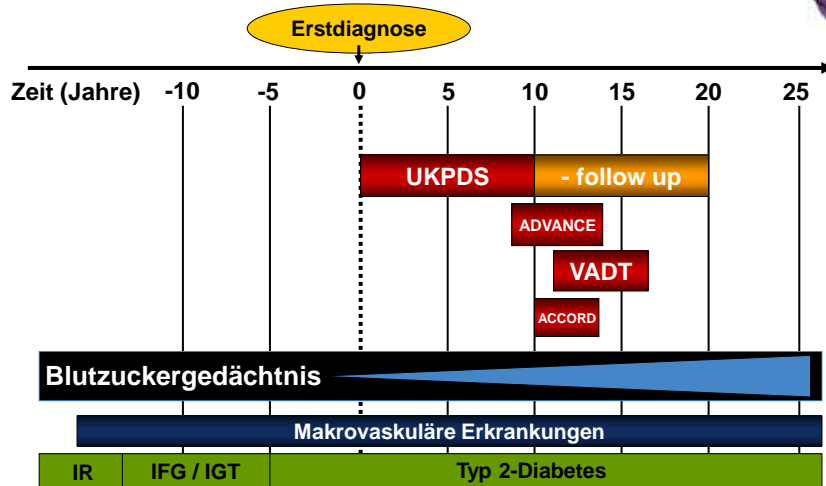 Erstdiagnose
Zeit (Jahre) -10 -5 0 5 10 15 20 25
UKPDS - follow up
ADVANCE
VADT
ACCORD
Blutzuckergedächtnis
Makrovaskuläre Erkrankungen
IR IFG / IGT Typ 2-Diabetes